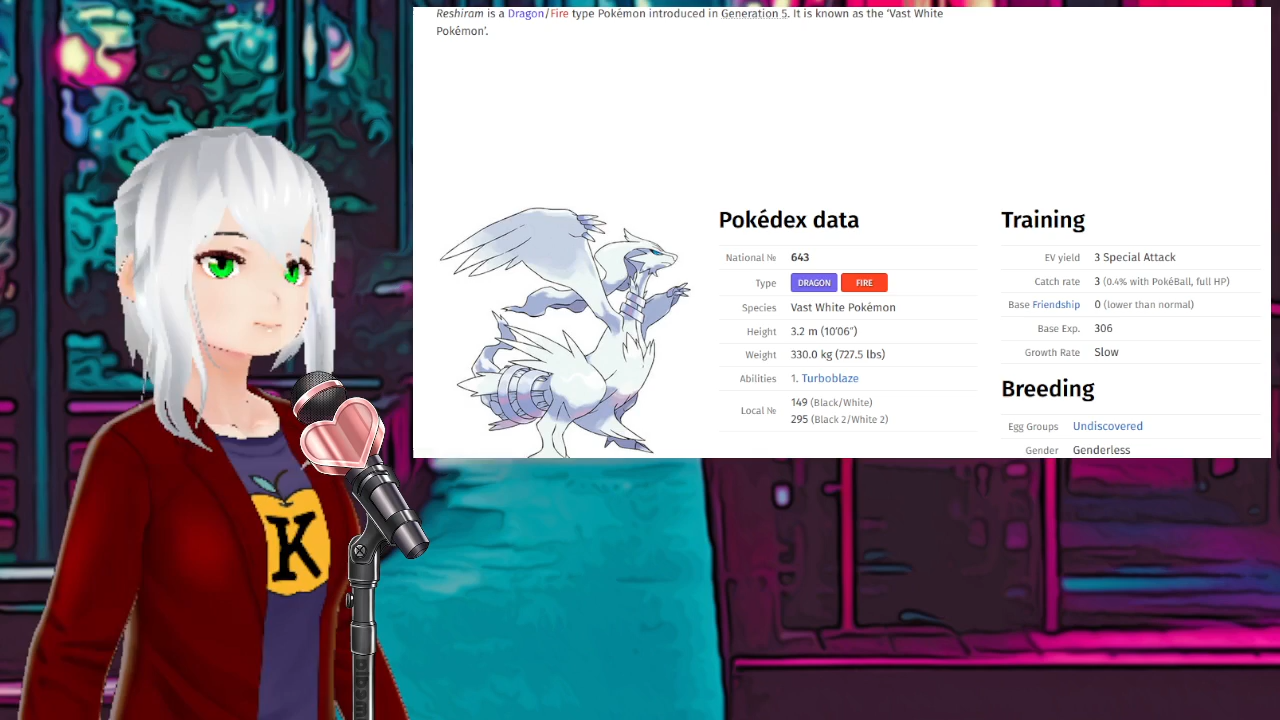 Reshiram is a Dragon/Fire type Pokémon introduced in Generation 5. It is known as the ‘Vast White
Pokémon’.
Pokédex data
National № 643
Type DRAGON FIRE
Species Vast White Pokémon
Height 3.2 m (10′06″)
Weight 330.0 kg (727.5 lbs)
Abilities 1. Turboblaze
Local № 149 (Black/White)
295 (Black 2/White 2)
Training
EV yield 3 Special Attack
Catch rate 3 (0.4% with PokéBall, full HP)
Base Friendship 0 (lower than normal)
Base Exp. 306
Growth Rate Slow
Breeding
Egg Groups Undiscovered
Gender Genderless
K